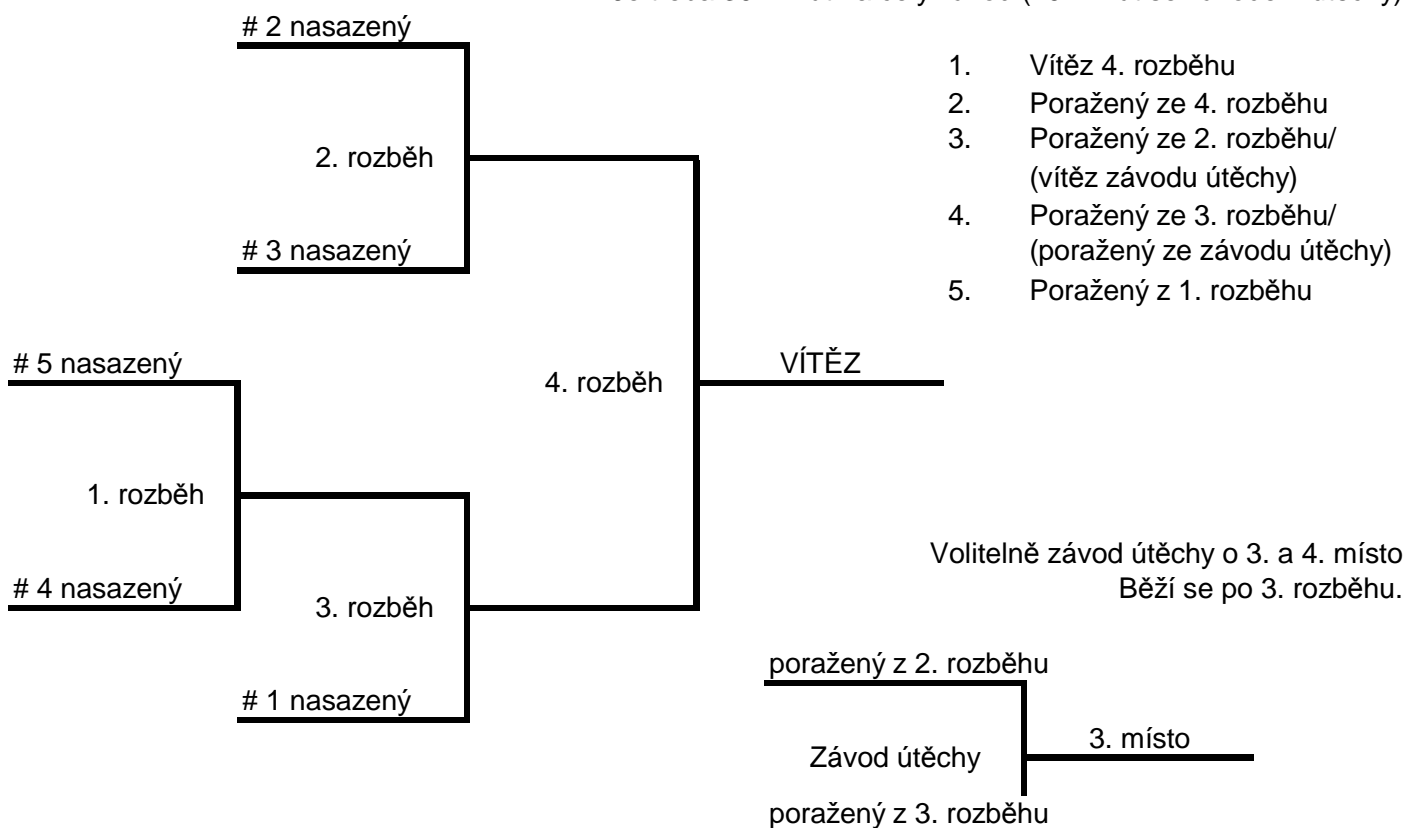 # 2 nasazený
1. Vítěz 4. rozběhu
2. Poražený ze 4. rozběhu
3. Poražený ze 2. rozběhu/
(vítěz závodu útěchy)
4. Poražený ze 3. rozběhu/
(poražený ze závodu útěchy)
5. Poražený z 1. rozběhu
2. rozběh
# 3 nasazený
# 5 nasazený
4. rozběh
VÍTĚZ
1. rozběh
# 4 nasazený
3. rozběh
# 1 nasazený
Volitelně závod útěchy o 3. a 4. místo
Běží se po 3. rozběhu.
poražený z 2. rozběhu
Závod útěchy
3. místo
poražený z 3. rozběhu